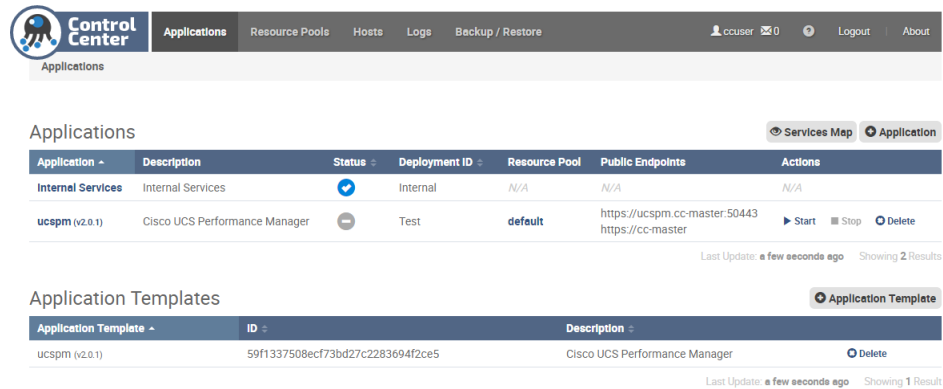 Control Center
Applications Resource Pools Hosts Logs Backup / Restore ccuser 0 ? Logout About
Applications
Applications
Services Map Application
Application Description Status Deployment ID Resource Pool Public Endpoints Actions
Internal Services Internal Services Internal N/A N/A N/A
ucspm (v2.0.1) Cisco UCS Performance Manager Test default https://ucspm.cc-master:50443 Start Stop Delete
https://cc-master
Last Update: a few seconds ago Showing 2 Results
Application Templates
Application Template
Application Template ID Description
ucspm (v2.0.1) 59f1337508ecf73bd27c2283694f2ce5 Cisco UCS Performance Manager Delete
Last Update: a few seconds ago Showing 1 Result